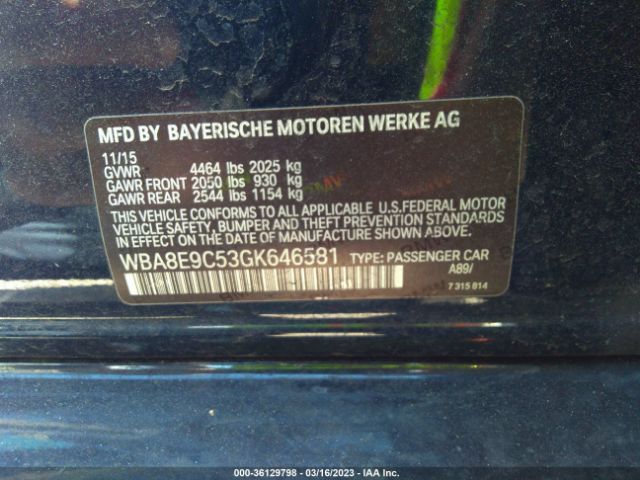 MFD BY BAYERISCHE MOTOREN WERKE AG
11/15
GVWR 4464 lbs 2025 kg
GAWR FRONT 2050 lbs 930 kg
GAWR REAR 2544 lbs 1154 kg
THIS VEHICLE CONFORMS TO ALL APPLICABLE U.S.FEDERAL MOTOR
VEHICLE SAFETY, BUMPER, AND THEFT PREVENTION STANDARDS
IN EFFECT ON THE DATE OF MANUFACTURE SHOWN ABOVE.
WBA8E9C53GK646581 TYPE: PASSENGER CAR
A89/
7 315 814
000-36129798 - 03/16/2023 - IAA Inc.